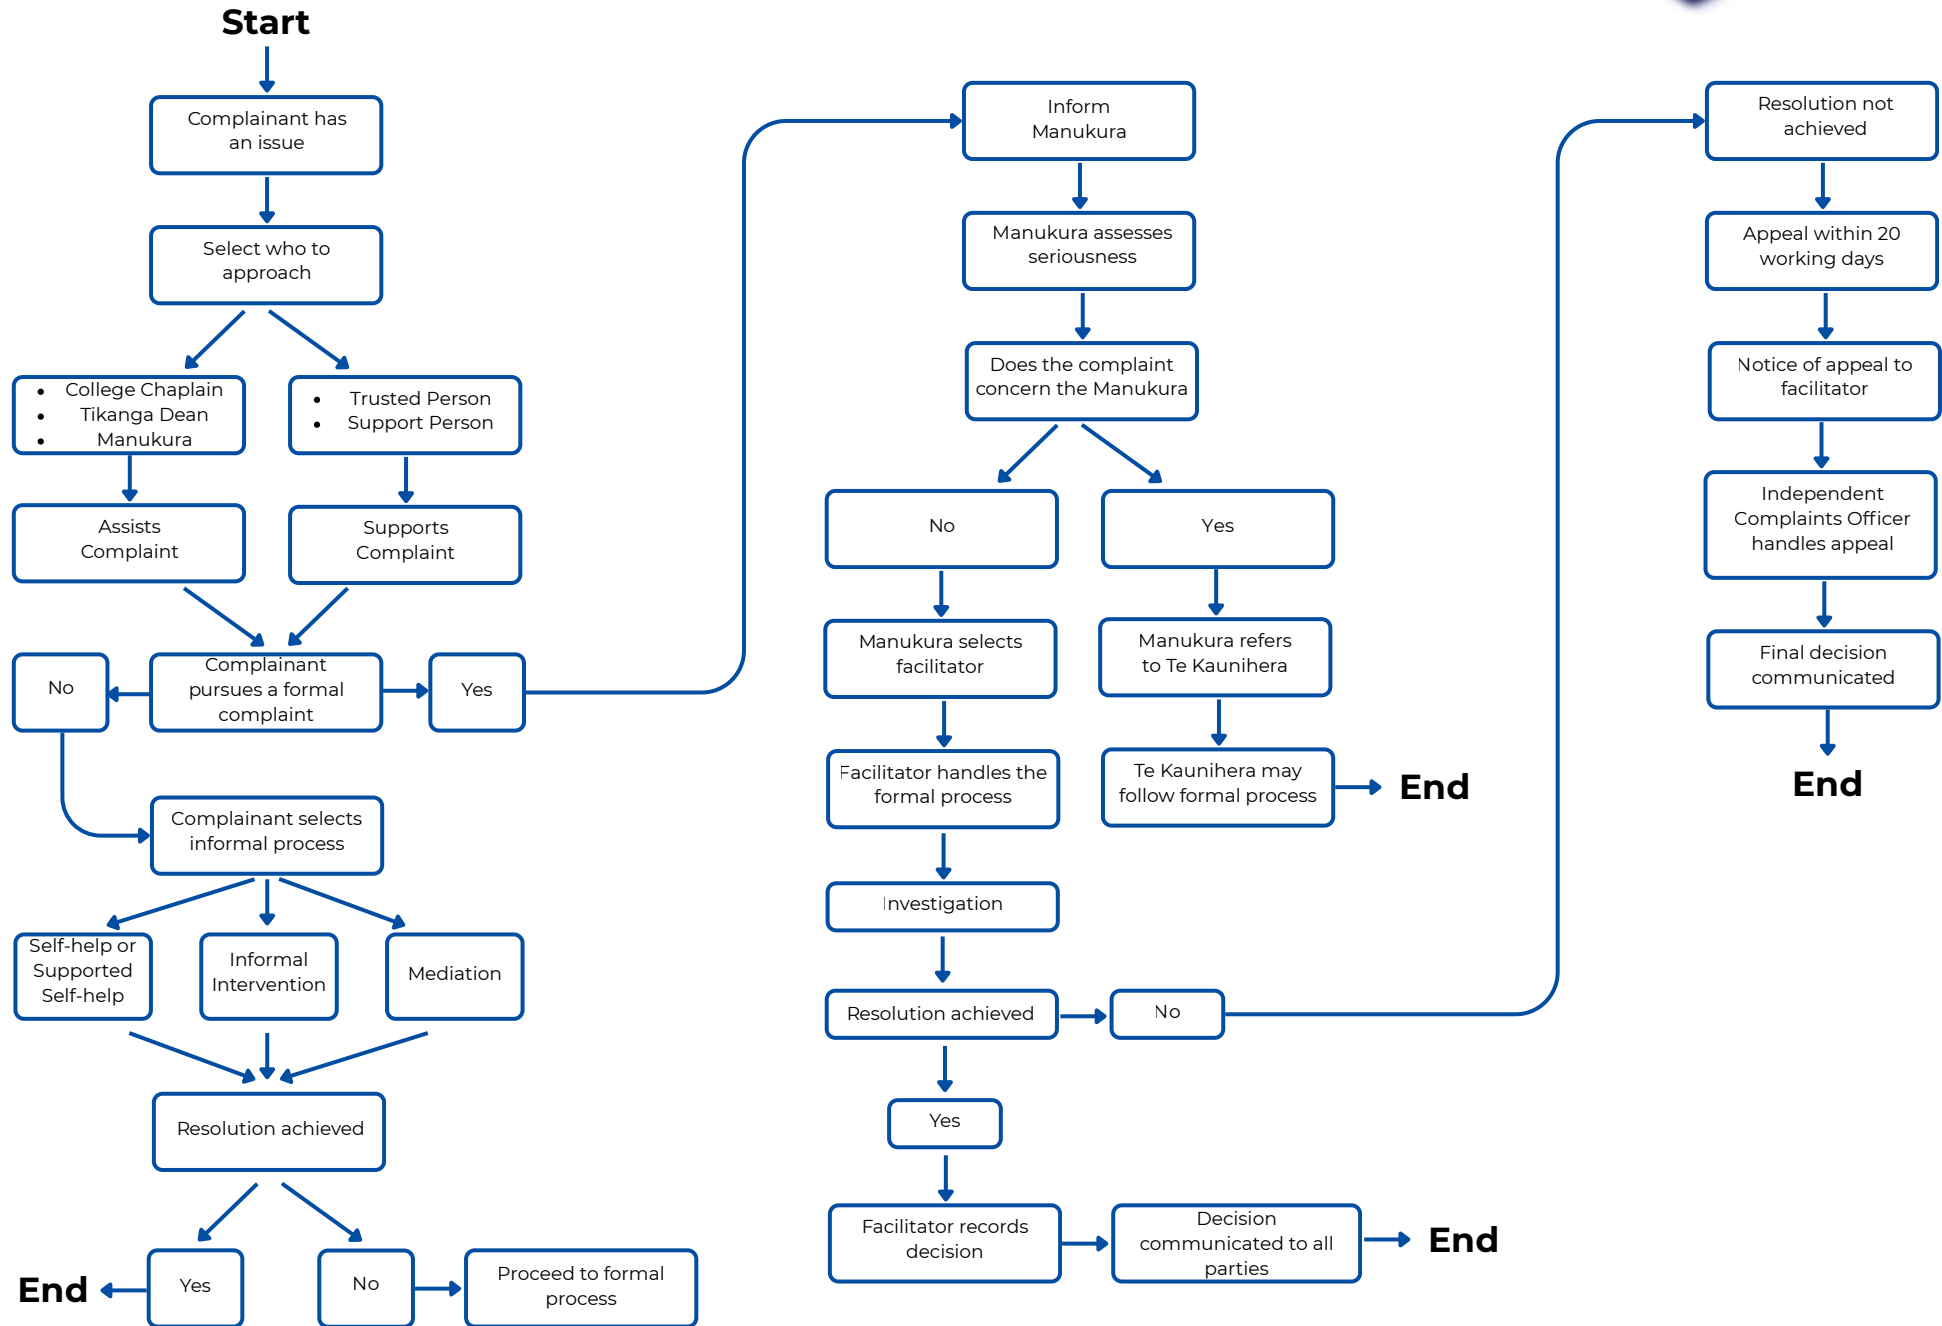 Start
Complainant has
an issue
Select who to
approach
• College Chaplain
• Tikanga Dean
• Manukura
• Trusted Person
• Support Person
Assists
Complaint
Supports
Complaint
No
Complainant
pursues a formal
complaint
Yes
Complainant selects
informal process
Self-help or
Supported
Self-help
Informal
Intervention
Mediation
Resolution achieved
End
Yes
No
Proceed to formal
process
Inform
Manukura
Manukura assesses
seriousness
Does the complaint
concern the Manukura
No
Yes
Manukura selects
facilitator
Manukura refers
to Te Kaunihera
Facilitator handles the
formal process
Te Kaunihera may
follow formal process
End
Investigation
Resolution achieved
No
Yes
Facilitator records
decision
Decision
communicated to all
parties
End
Resolution not
achieved
Appeal within 20
working days
Notice of appeal to
facilitator
Independent
Complaints Officer
handles appeal
Final decision
communicated
End